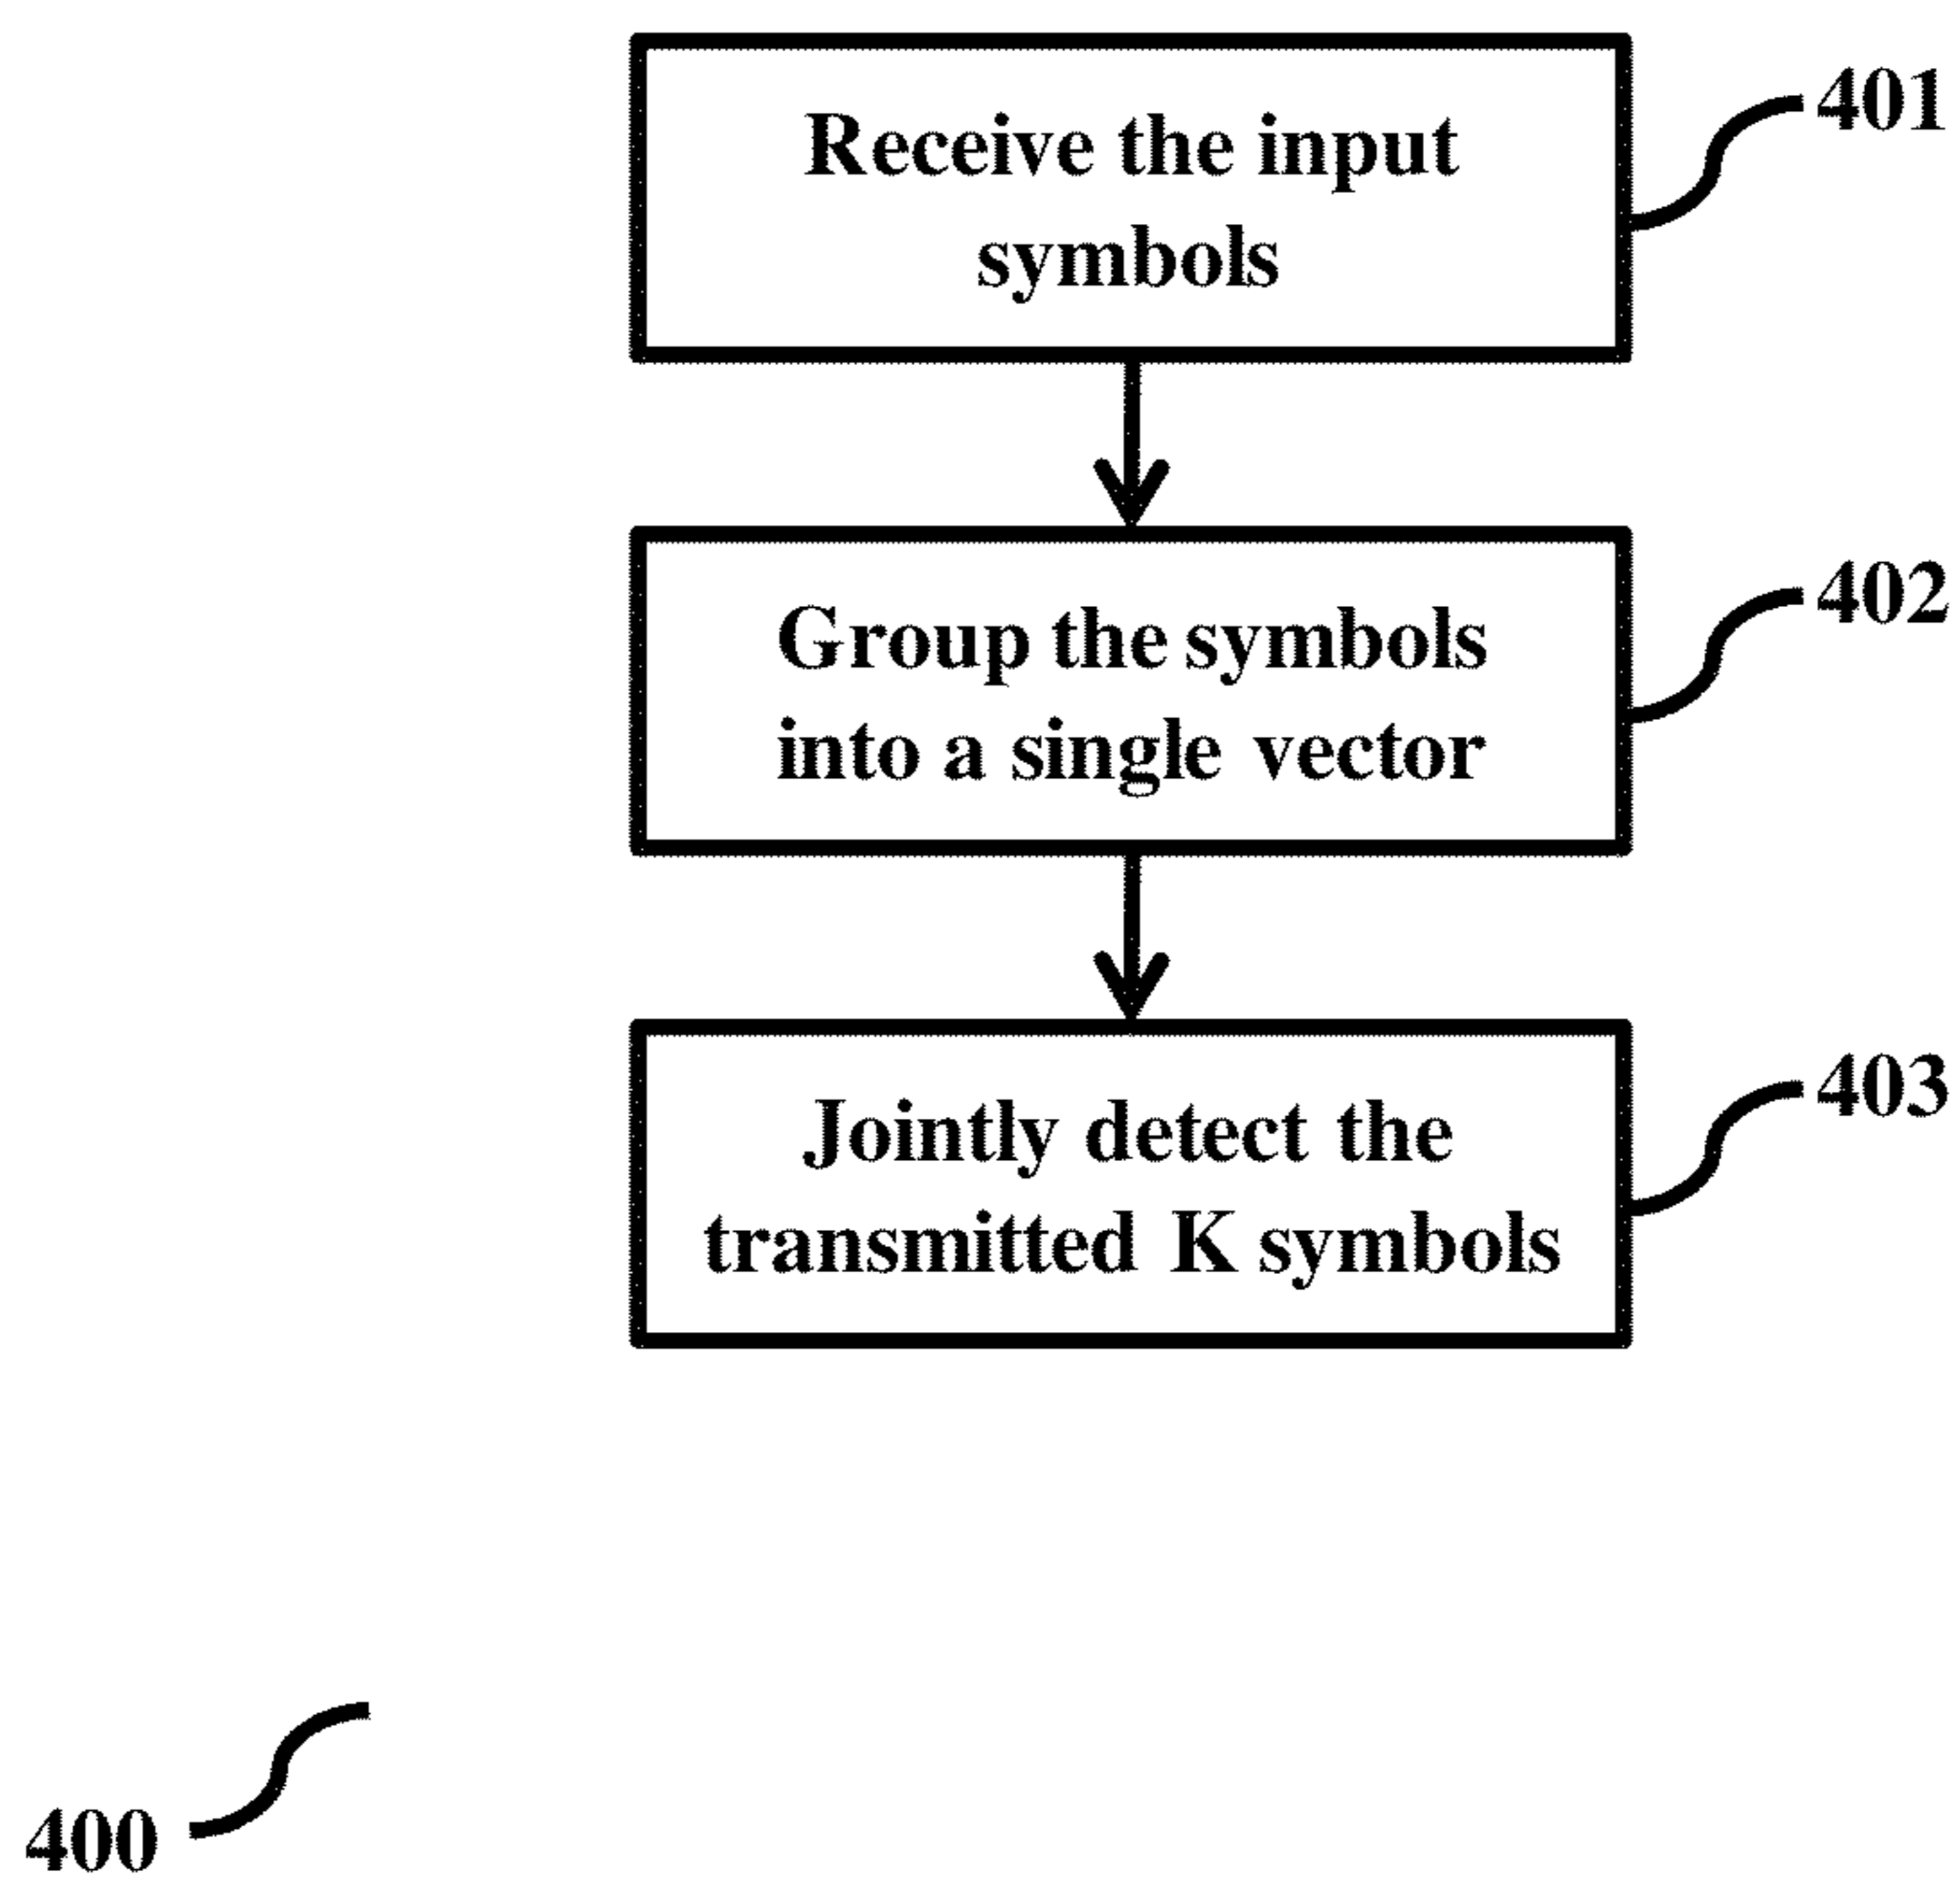 Receive the input
symbols
401
Group the symbols
into a single vector
402
Jointly detect the
transmitted K symbols
403
400